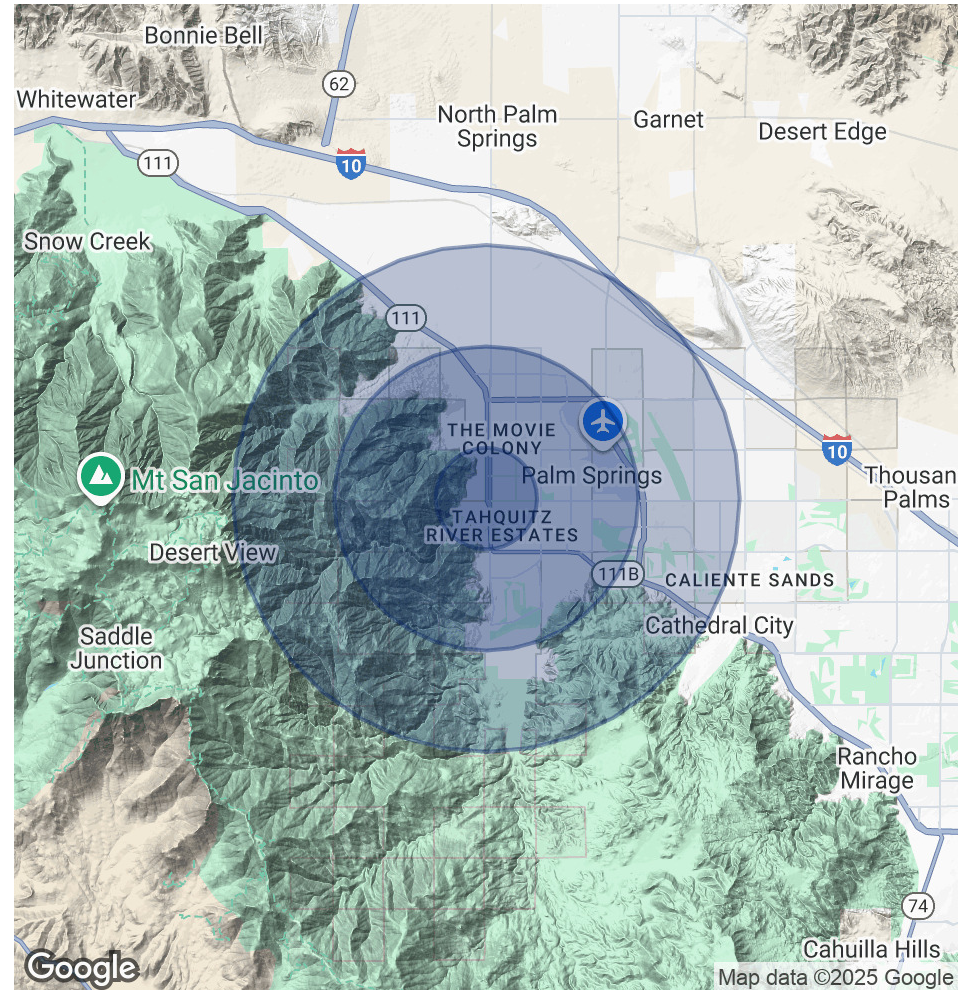 Bonnie Bell
62
Whitewater
North Palm
Springs
Garnet
Desert Edge
111
10
Snow Creek
111
THE MOVIE
COLONY
10
Mt San Jacinto
Palm Springs
Thousan
Palms
TAHQUITZ
RIVER ESTATES
Desert View
111B
CALIENTE SANDS
Cathedral City
Saddle
Junction
Rancho
Mirage
74
Cahuilla Hills
Google
Map data ©2025 Google